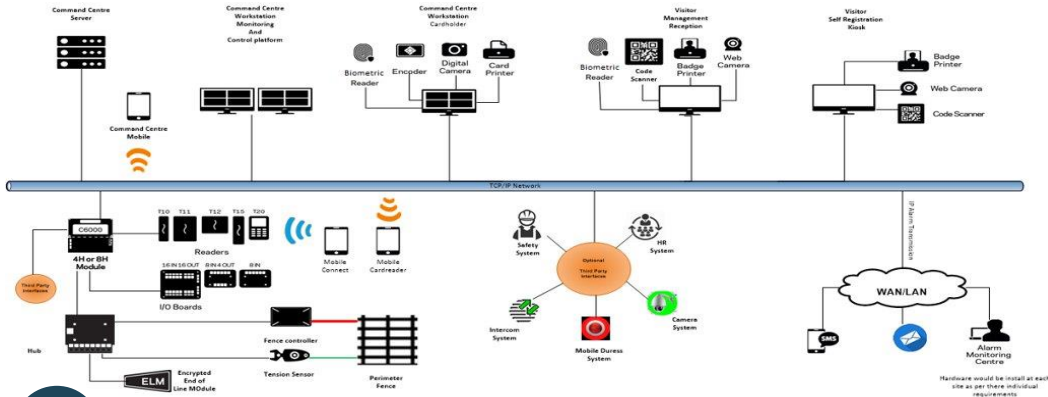 Command Centre
Server
Command Centre
Workstation
Monitoring
And
Control platform
Command Centre
Workstation
Cardholder
Visitor
Management
Reception
Visitor
Self Registration
Kiosk
Biometric
Reader
Encoder
Digital
Camera
Card
Printer
Biometric
Reader
Code
Scanner
Badge
Printer
Web
Camera
Badge
Printer
Web Camera
Code Scanner
Command Centre
Mobile
TCP/IP Network
C6000
4H or 8H
Module
T10
T11
T12
T15
T20
Readers
Mobile
Connect
Mobile
Cardreader
Third Party
Interfaces
16 IN 16 OUT
8 IN 4 OUT
8 IN
I/O Boards
Hub
Fence controller
Tension Sensor
Perimeter
Fence
ELM
Encrypted
End of
Line MOdule
Safety
System
HR
System
Optional
Third Party
Interfaces
Intercom
System
Mobile Duress
System
Camera
System
IP Alarm Transmission
WAN/LAN
SMS
Alarm
Monitoring
Centre
Hardware would be install at each
site as per there individual
requirements